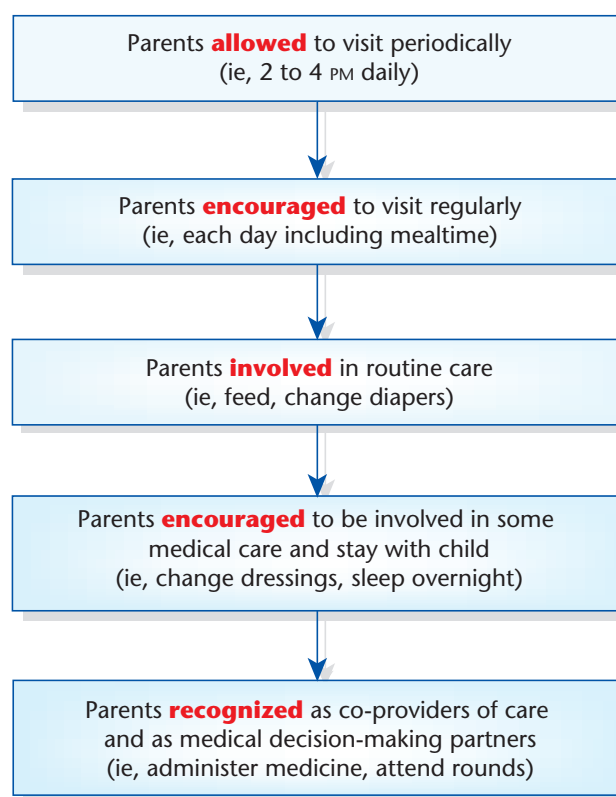 Parents allowed to visit periodically
(ie, 2 to 4 PM daily)
Parents encouraged to visit regularly
(ie, each day including mealtime)
Parents involved in routine care
(ie, feed, change diapers)
Parents encouraged to be involved in some
medical care and stay with child
(ie, change dressings, sleep overnight)
Parents recognized as co-providers of care
and as medical decision-making partners
(ie, administer medicine, attend rounds)